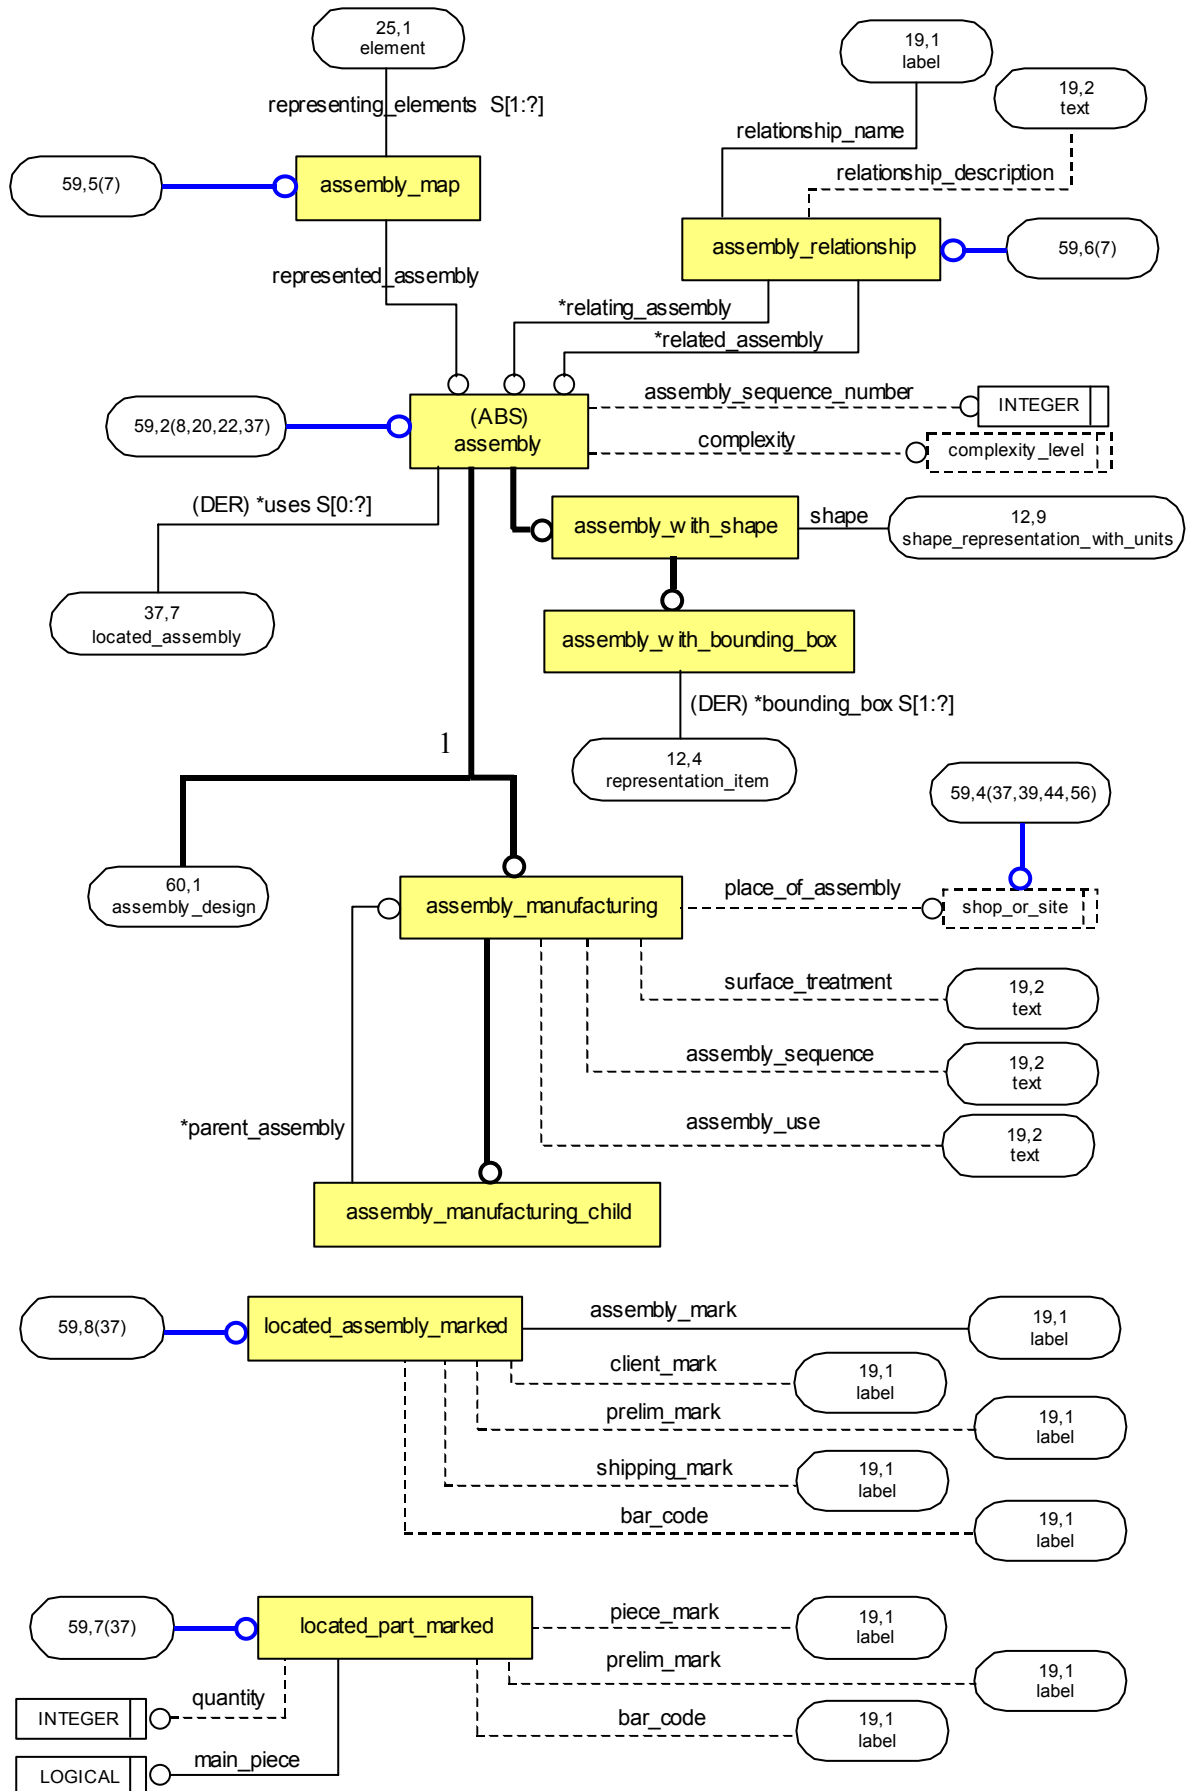 25,1
element
19,1
label
19,2
text
representing_elements S[1:?]
relationship_name
relationship_description
59,5(7)
assembly_map
assembly_relationship
59,6(7)
represented_assembly
*relating_assembly
*related_assembly
59,2(8,20,22,37)
(ABS)
assembly
assembly_sequence_number
INTEGER
complexity
complexity_level
(DER) *uses S[0:?]
assembly_with_shape
shape
12,9
shape_representation_with_units
37,7
located_assembly
assembly_with_bounding_box
(DER) *bounding_box S[1:?]
1
12,4
representation_item
59,4(37,39,44,56)
60,1
assembly_design
assembly_manufacturing
place_of_assembly
shop_or_site
surface_treatment
19,2
text
assembly_sequence
19,2
text
*parent_assembly
assembly_use
19,2
text
assembly_manufacturing_child
59,8(37)
located_assembly_marked
assembly_mark
19,1
label
client_mark
19,1
label
prelim_mark
19,1
label
shipping_mark
19,1
label
bar_code
19,1
label
59,7(37)
located_part_marked
piece_mark
19,1
label
prelim_mark
19,1
label
quantity
INTEGER
bar_code
19,1
label
main_piece
LOGICAL